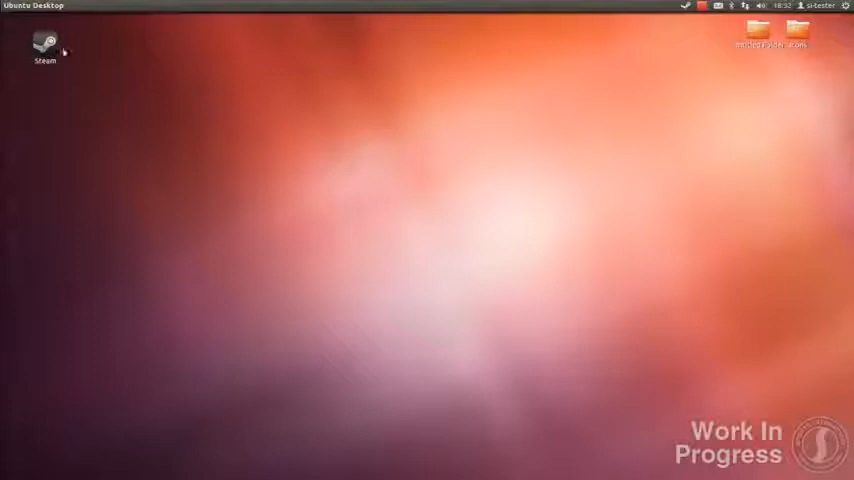 Ubuntu Desktop
18:32
si-tester
Steam
Untitled Folder
icons
Work In
Progress